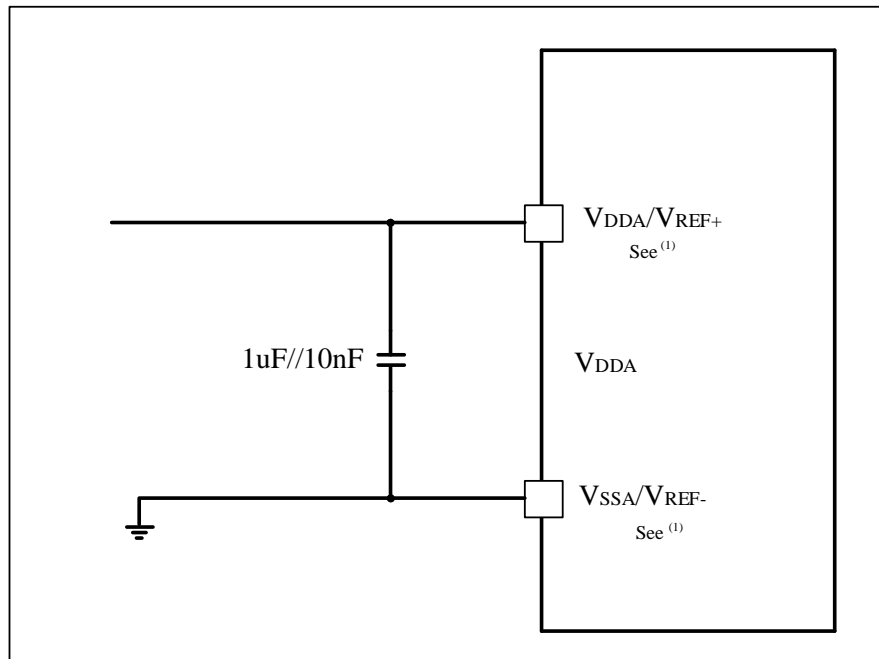 VDDA/VREF+
See (1)
1uF//10nF
VDDA
VSSA/VREF-
See (1)